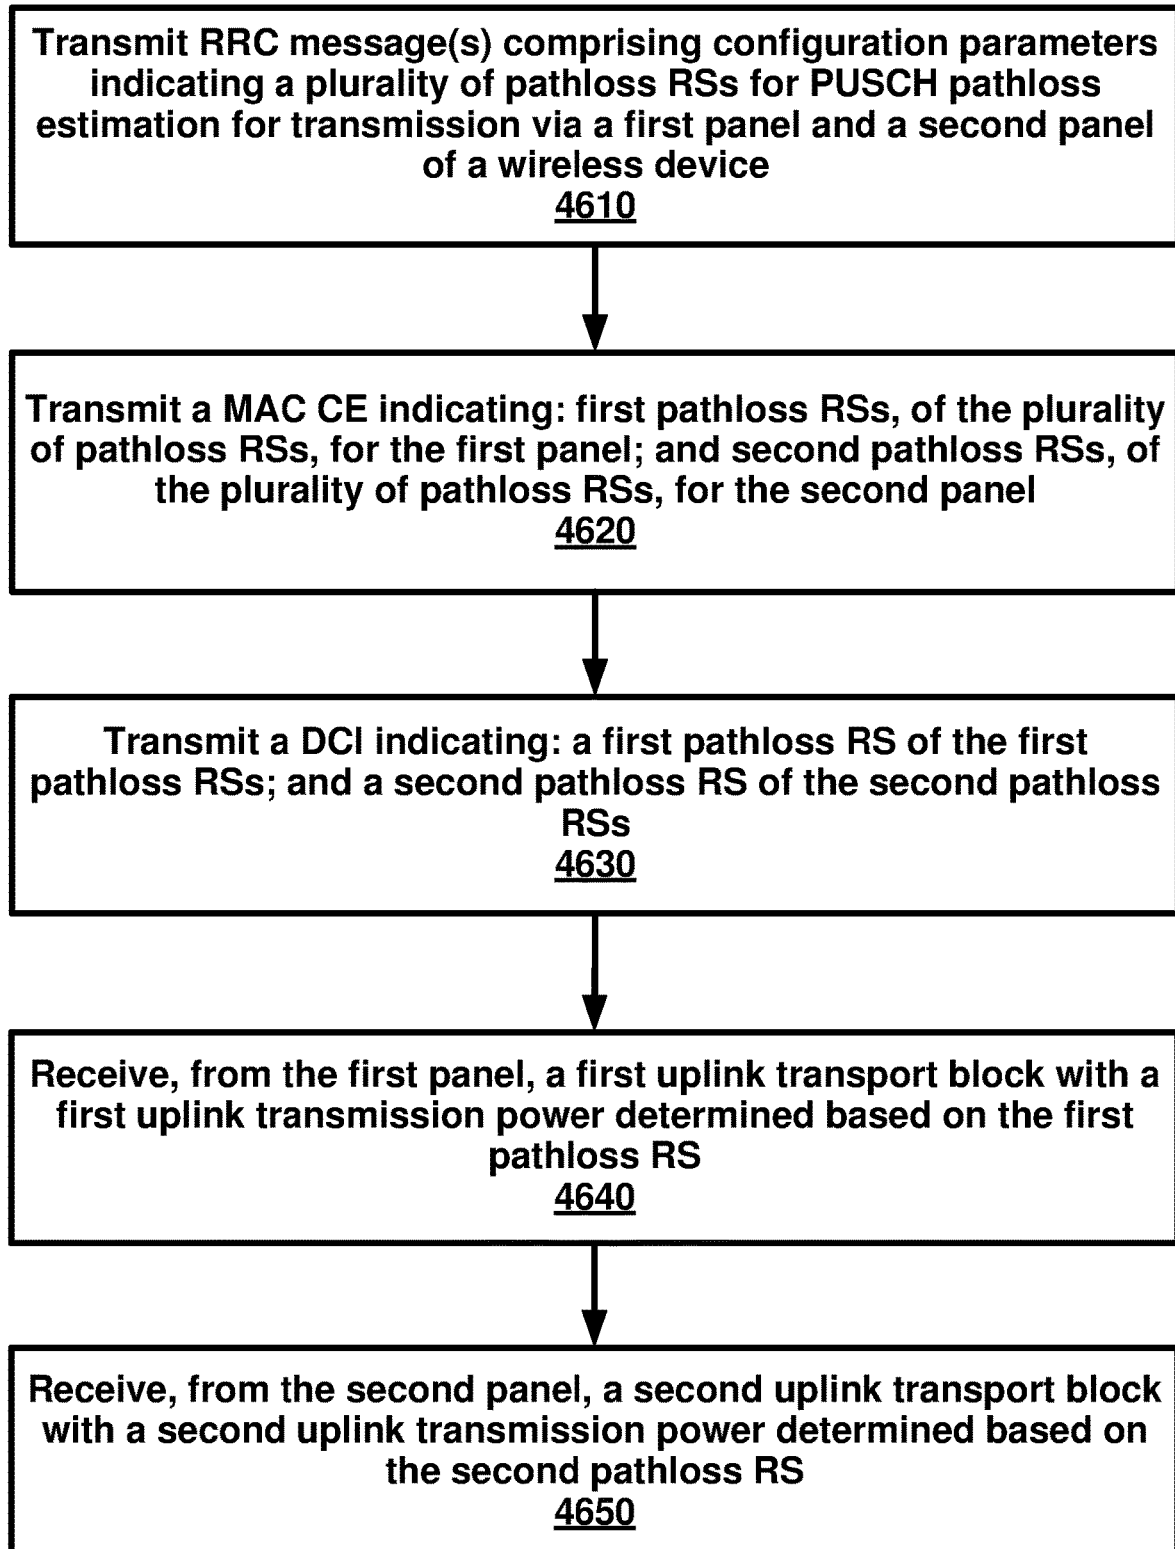 Transmit RRC message(s) comprising configuration parameters
indicating a plurality of pathloss RSs for PUSCH pathloss
estimation for transmission via a first panel and a second panel
of a wireless device
4610
Transmit a MAC CE indicating: first pathloss RSs, of the plurality
of pathloss RSs, for the first panel; and second pathloss RSs, of
the plurality of pathloss RSs, for the second panel
4620
Transmit a DCI indicating: a first pathloss RS of the first
pathloss RSs; and a second pathloss RS of the second pathloss
RSs
4630
Receive, from the first panel, a first uplink transport block with a
first uplink transmission power determined based on the first
pathloss RS
4640
Receive, from the second panel, a second uplink transport block
with a second uplink transmission power determined based on
the second pathloss RS
4650